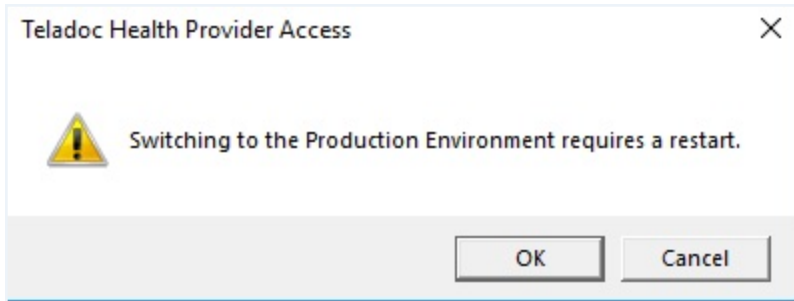 Teladoc Health Provider Access
Switching to the Production Environment requires a restart.
OK Cancel